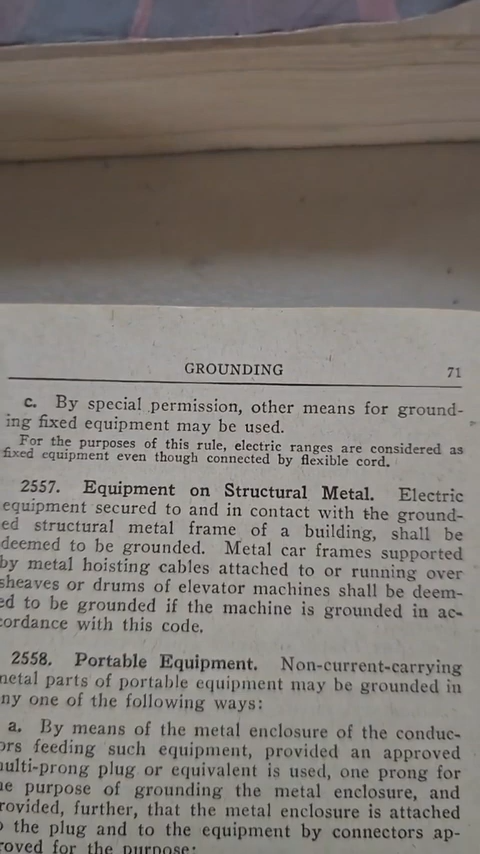 GROUNDING 71
c. By special permission, other means for ground-
ing fixed equipment may be used.
For the purposes of this rule, electric ranges are considered as
fixed equipment even though connected by flexible cord.
2557. Equipment on Structural Metal. Electric
equipment secured to and in contact with the ground-
ed structural metal frame of a building, shall be
deemed to be grounded. Metal car frames supported
by metal hoisting cables attached to or running over
sheaves or drums of elevator machines shall be deem-
ed to be grounded if the machine is grounded in ac-
cordance with this code.
2558. Portable Equipment. Non-current-carrying
metal parts of portable equipment may be grounded in
ny one of the following ways:
a. By means of the metal enclosure of the conduc-
ors feeding such equipment, provided an approved
multi-prong plug or equivalent is used, one prong for
he purpose of grounding the metal enclosure, and
rovided, further, that the metal enclosure is attached
o the plug and to the equipment by connectors ap-
roved for the purpose;